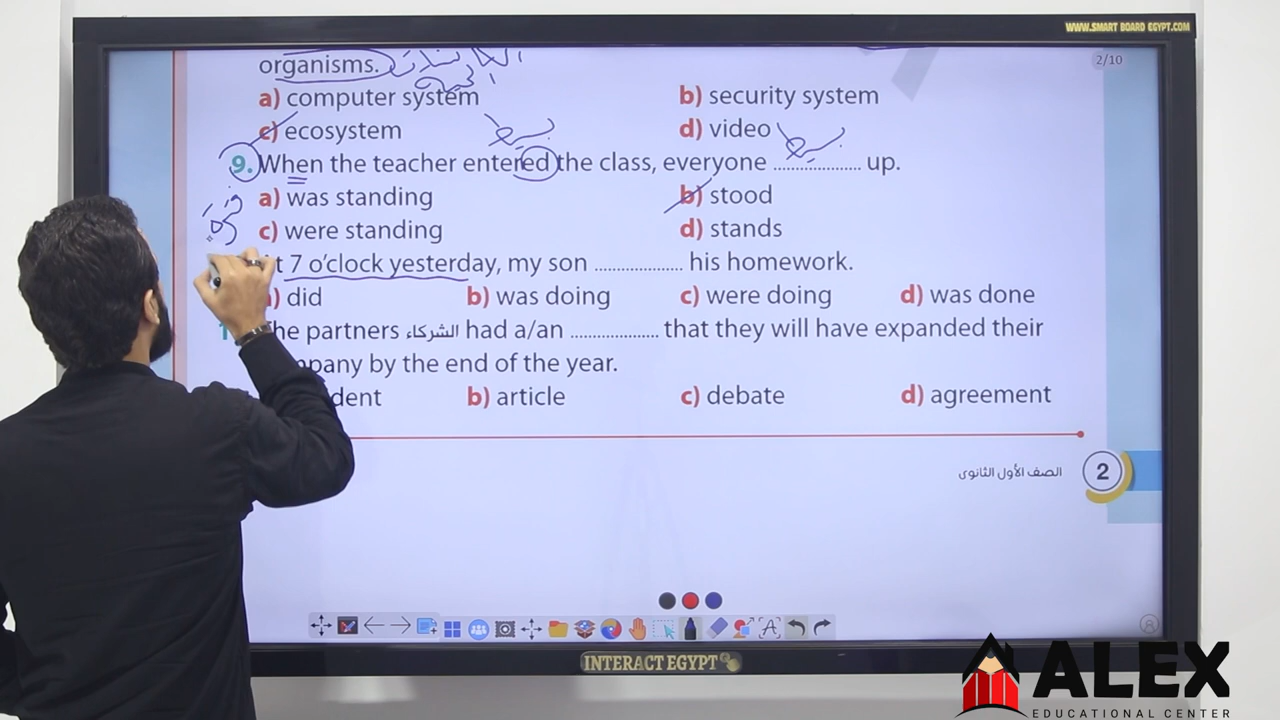 WWW.SMART BOARD EGYPT.COM
2/10
organisms.
a) computer system b) security system
c) ecosystem d) video
9. When the teacher entered the class, everyone .................... up.
a) was standing b) stood
c) were standing d) stands
t 7 o'clock yesterday, my son .................... his homework.
) did b) was doing c) were doing d) was done
he partners الشركاء had a/an .................... that they will have expanded their
mpany by the end of the year.
dent b) article c) debate d) agreement
الصف الأول الثانوى 2
INTERACT EGYPT
ALEX
EDUCATIONAL CENTER